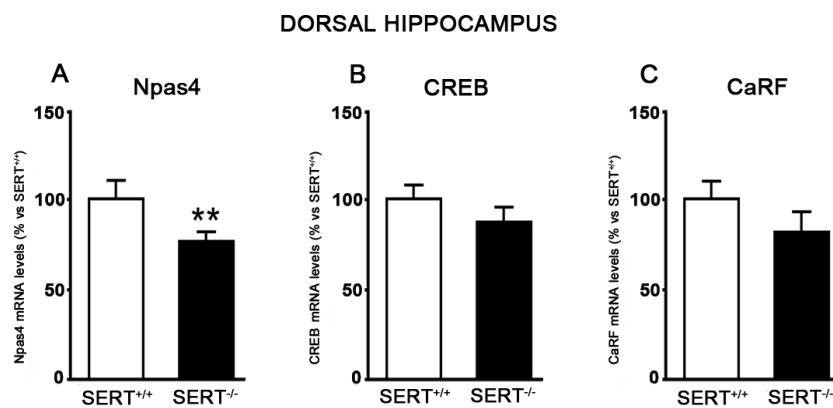 DORSAL HIPPOCAMPUS
A
Npas4
Npas4 mRNA levels (% vs SERT⁺/⁺)
150
100
50
0
**
SERT⁺/⁺ SERT⁻/⁻
B
CREB
CREB mRNA levels (% vs SERT⁺/⁺)
150
100
50
0
SERT⁺/⁺ SERT⁻/⁻
C
CaRF
CaRF mRNA levels (% vs SERT⁺/⁺)
150
100
50
0
SERT⁺/⁺ SERT⁻/⁻